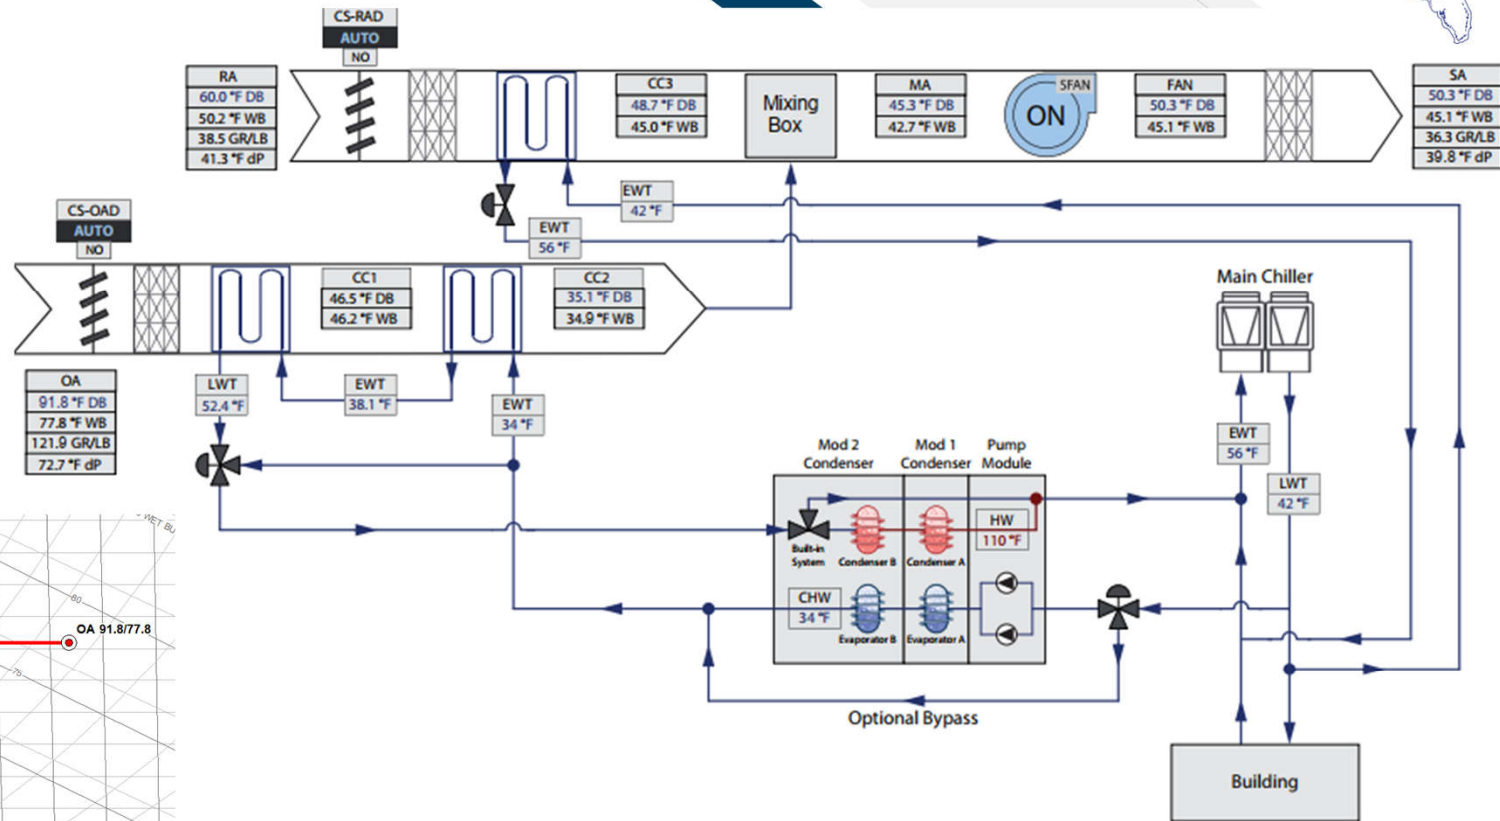 CS-RAD
AUTO
NO
RA
60.0 °F DB
50.2 °F WB
38.5 GR/LB
41.3 °F dP
CC3
48.7 °F DB
45.0 °F WB
Mixing
Box
MA
45.3 °F DB
42.7 °F WB
SFAN
ON
FAN
50.3 °F DB
45.1 °F WB
SA
50.3 °F DB
45.1 °F WB
36.3 GR/LB
39.8 °F dP
EWT
42 °F
EWT
56 °F
CS-OAD
AUTO
NO
CC1
46.5 °F DB
46.2 °F WB
CC2
35.1 °F DB
34.9 °F WB
Main Chiller
OA
91.8 °F DB
77.8 °F WB
121.9 GR/LB
72.7 °F dP
LWT
52.4 °F
EWT
38.1 °F
EWT
34 °F
EWT
56 °F
LWT
42 °F
Mod 2
Condenser
Mod 1
Condenser
Pump
Module
HW
110 °F
Built-in
System
Condenser B
Condenser A
CHW
34 °F
Evaporator B
Evaporator A
Optional Bypass
Building
WET BU
80
OA 91.8/77.8
75